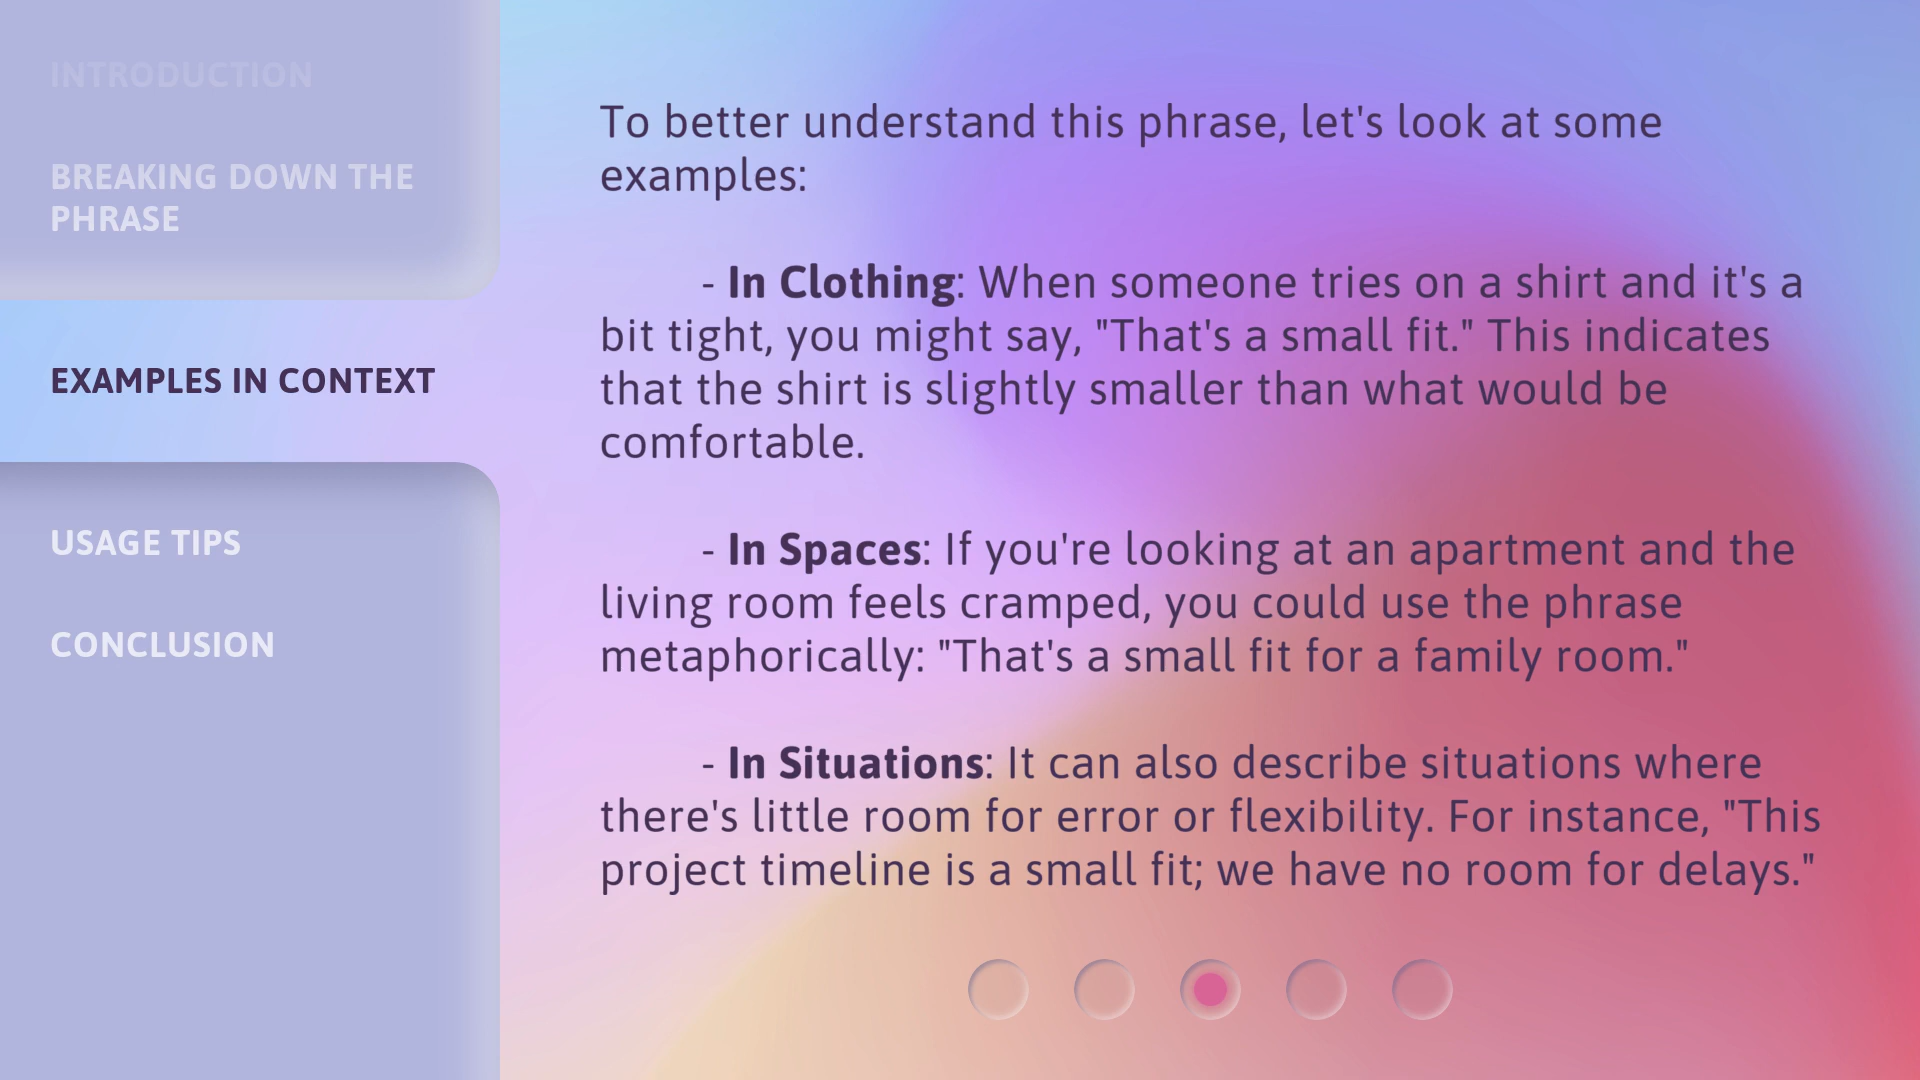 INTRODUCTION
BREAKING DOWN THE
PHRASE
EXAMPLES IN CONTEXT
USAGE TIPS
CONCLUSION
To better understand this phrase, let's look at some
examples:
- In Clothing: When someone tries on a shirt and it's a
bit tight, you might say, "That's a small fit." This indicates
that the shirt is slightly smaller than what would be
comfortable.
- In Spaces: If you're looking at an apartment and the
living room feels cramped, you could use the phrase
metaphorically: "That's a small fit for a family room."
- In Situations: It can also describe situations where
there's little room for error or flexibility. For instance, "This
project timeline is a small fit; we have no room for delays."